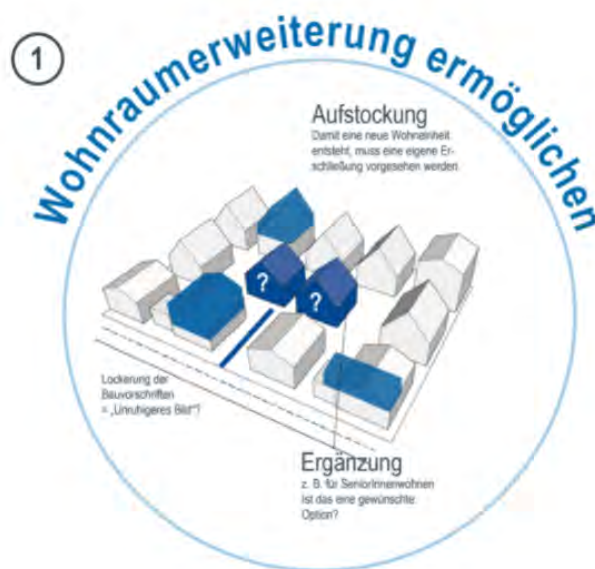 1
Wohnraumerweiterung ermöglichen
Aufstockung
Damit eine neue Wohneinheit
entsteht, muss eine eigene Er-
schließung vorgesehen werden
?
?
Lockerung der
Bauvorschriften
= „Unruhigeres Bild"?
Ergänzung
z. B. für SeniorInnenwohnen
ist das eine gewünschte
Option?